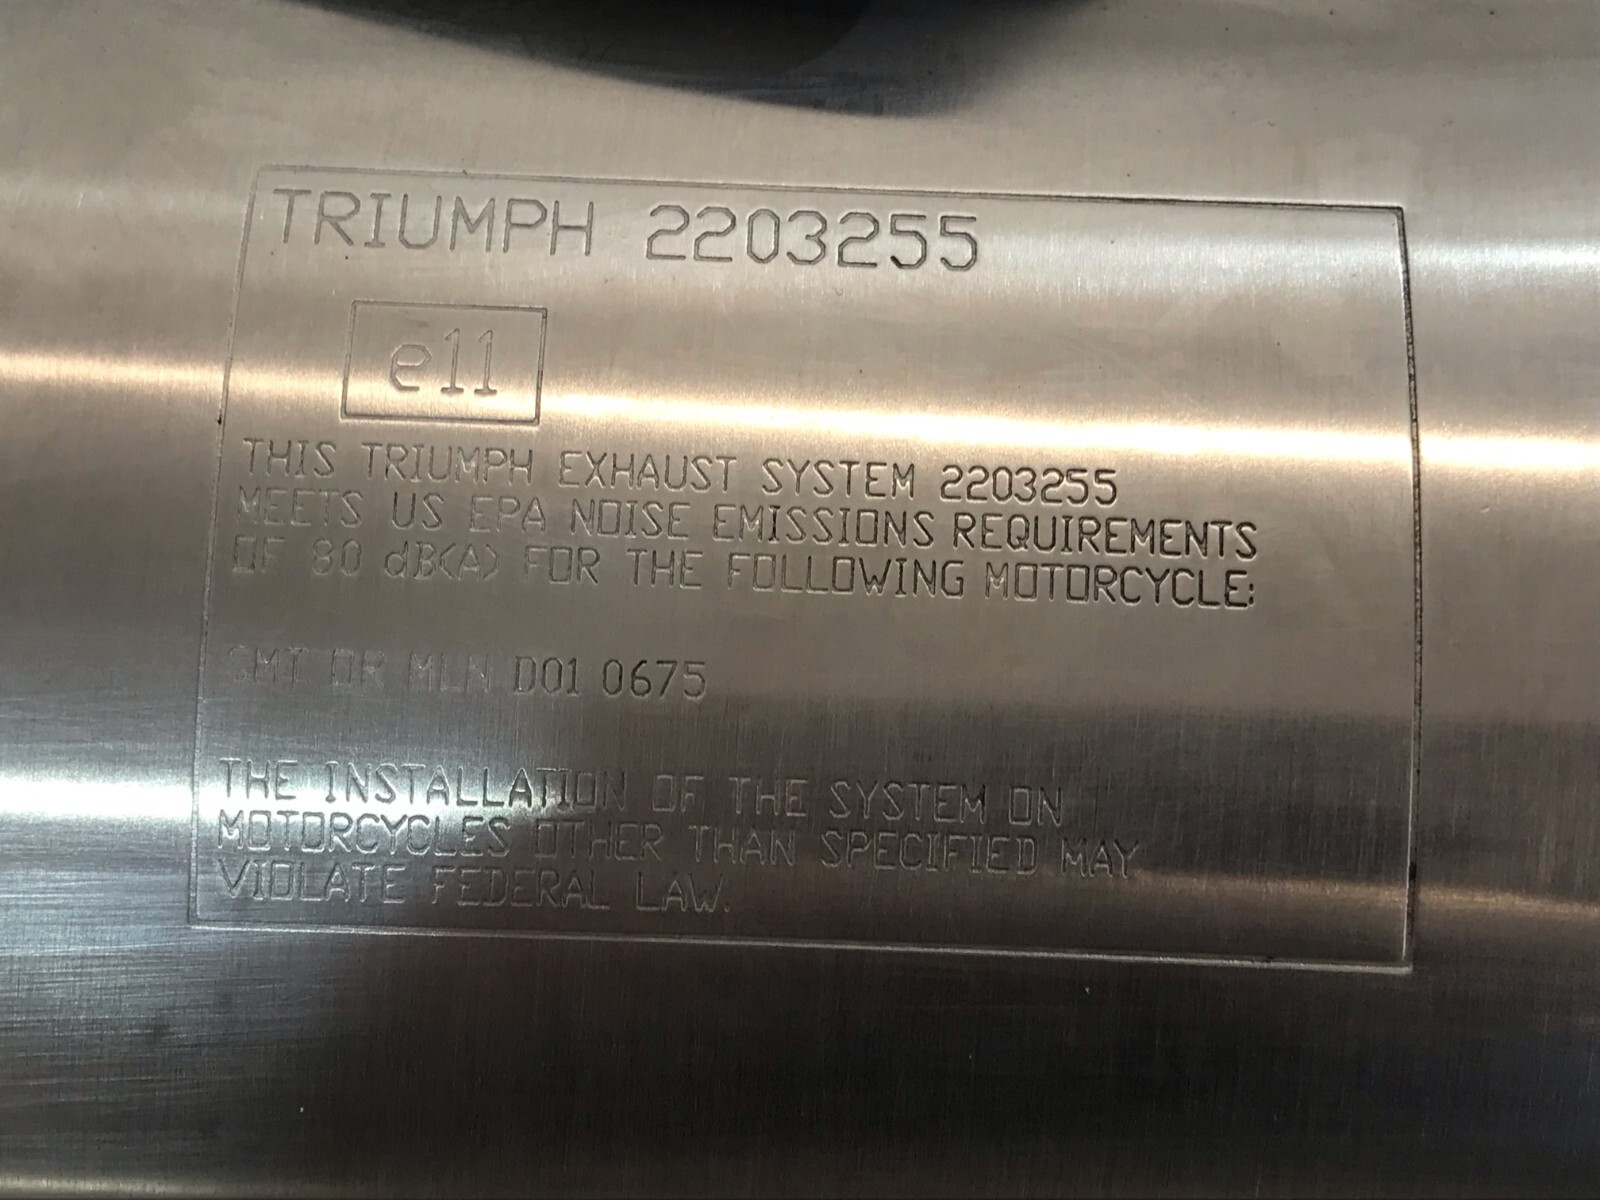 TRIUMPH 2203255
e11
THIS TRIUMPH EXHAUST SYSTEM 2203255
MEETS US EPA NOISE EMISSIONS REQUIREMENTS
OF 80 dB(A) FOR THE FOLLOWING MOTORCYCLE:
SMT OR MLN D01 0675
THE INSTALLATION OF THE SYSTEM ON
MOTORCYCLES OTHER THAN SPECIFIED MAY
VIOLATE FEDERAL LAW.